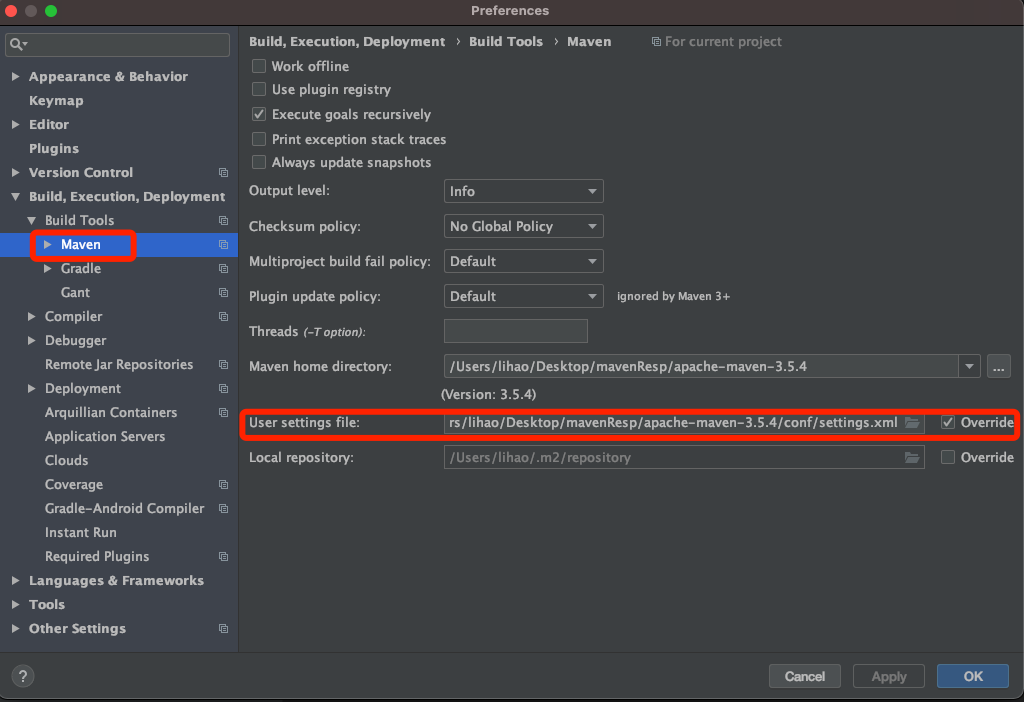 Preferences
Build, Execution, Deployment › Build Tools › Maven For current project
Appearance & Behavior
Keymap
Editor
Plugins
Version Control
Build, Execution, Deployment
Build Tools
Maven
Gradle
Gant
Compiler
Debugger
Remote Jar Repositories
Deployment
Arquillian Containers
Application Servers
Clouds
Coverage
Gradle-Android Compiler
Instant Run
Required Plugins
Languages & Frameworks
Tools
Other Settings
Work offline
Use plugin registry
Execute goals recursively
Print exception stack traces
Always update snapshots
Output level: Info
Checksum policy: No Global Policy
Multiproject build fail policy: Default
Plugin update policy: Default ignored by Maven 3+
Threads (-T option):
Maven home directory: /Users/lihao/Desktop/mavenResp/apache-maven-3.5.4 ...
(Version: 3.5.4)
User settings file: rs/lihao/Desktop/mavenResp/apache-maven-3.5.4/conf/settings.xml Override
Local repository: /Users/lihao/.m2/repository Override
? Cancel Apply OK